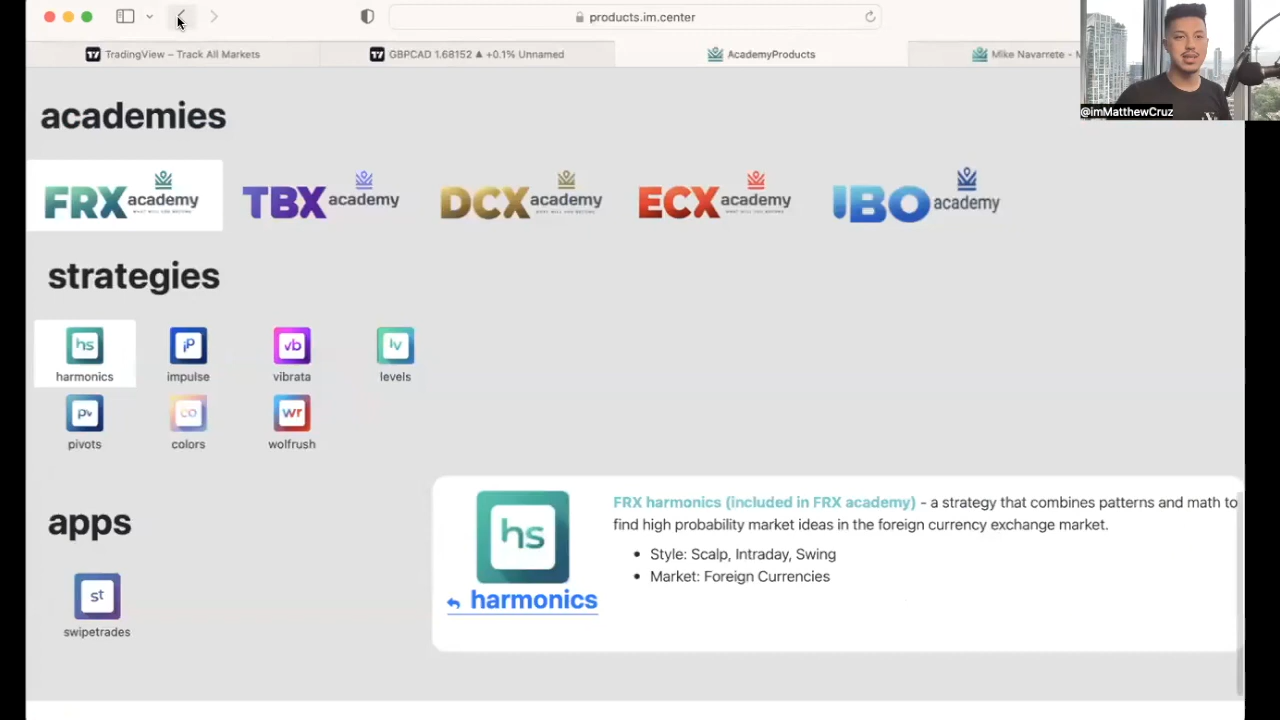 products.im.center
TradingView – Track All Markets
GBPCAD 1.68152 ▲ +0.1% Unnamed
AcademyProducts
Mike Navarrete - M
@imMatthewCruz
academies
FRX academy
TBX academy
DCX academy
ECX academy
IBO academy
strategies
hs
iP
vb
lv
harmonics
impulse
vibrata
levels
pv
co
wr
pivots
colors
wolfrush
apps
st
swipetrades
hs
harmonics
FRX harmonics (included in FRX academy) - a strategy that combines patterns and math to
find high probability market ideas in the foreign currency exchange market.
• Style: Scalp, Intraday, Swing
• Market: Foreign Currencies